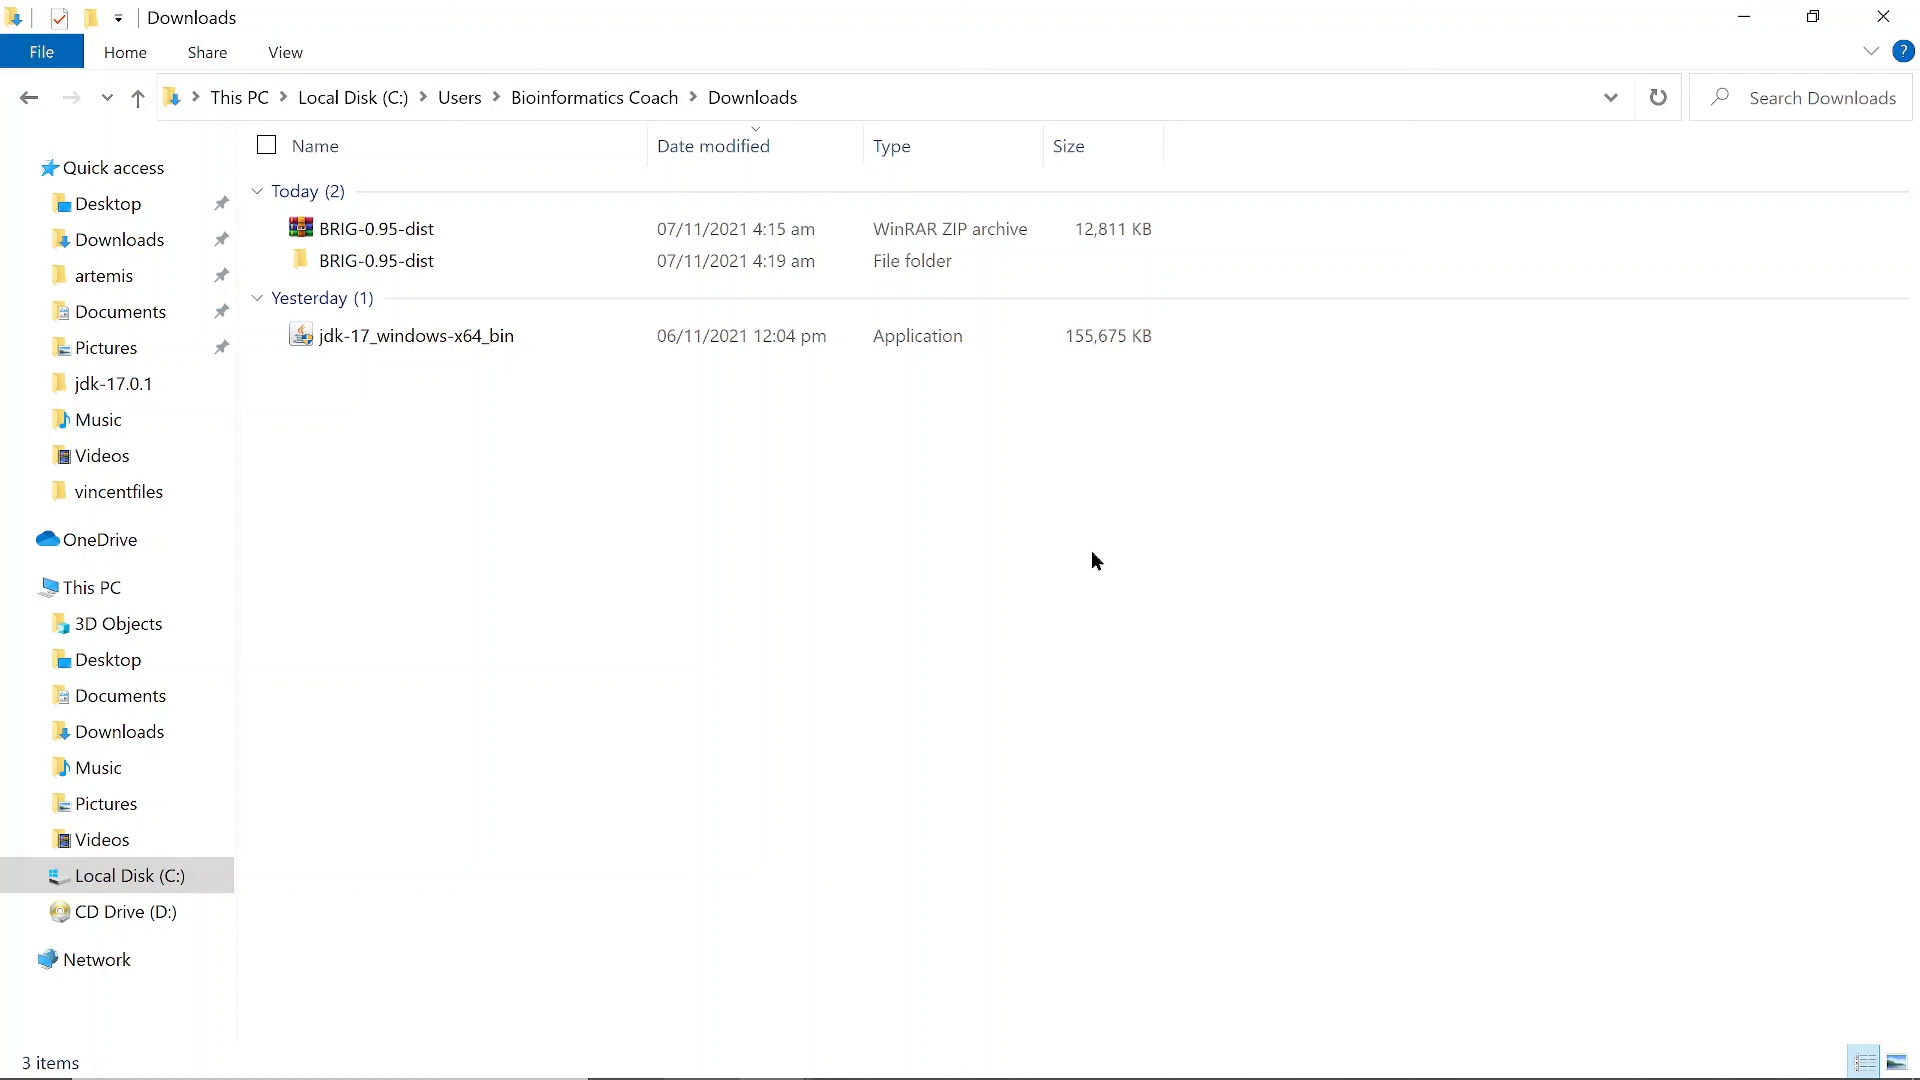 Downloads
File Home Share View ?
This PC Local Disk (C:) Users Bioinformatics Coach Downloads Search Downloads
Name Date modified Type Size
Quick access
Desktop
Downloads
artemis
Documents
Pictures
jdk-17.0.1
Music
Videos
vincentfiles
OneDrive
This PC
3D Objects
Desktop
Documents
Downloads
Music
Pictures
Videos
Local Disk (C:)
CD Drive (D:)
Network
Today (2)
BRIG-0.95-dist 07/11/2021 4:15 am WinRAR ZIP archive 12,811 KB
BRIG-0.95-dist 07/11/2021 4:19 am File folder
Yesterday (1)
jdk-17_windows-x64_bin 06/11/2021 12:04 pm Application 155,675 KB
3 items